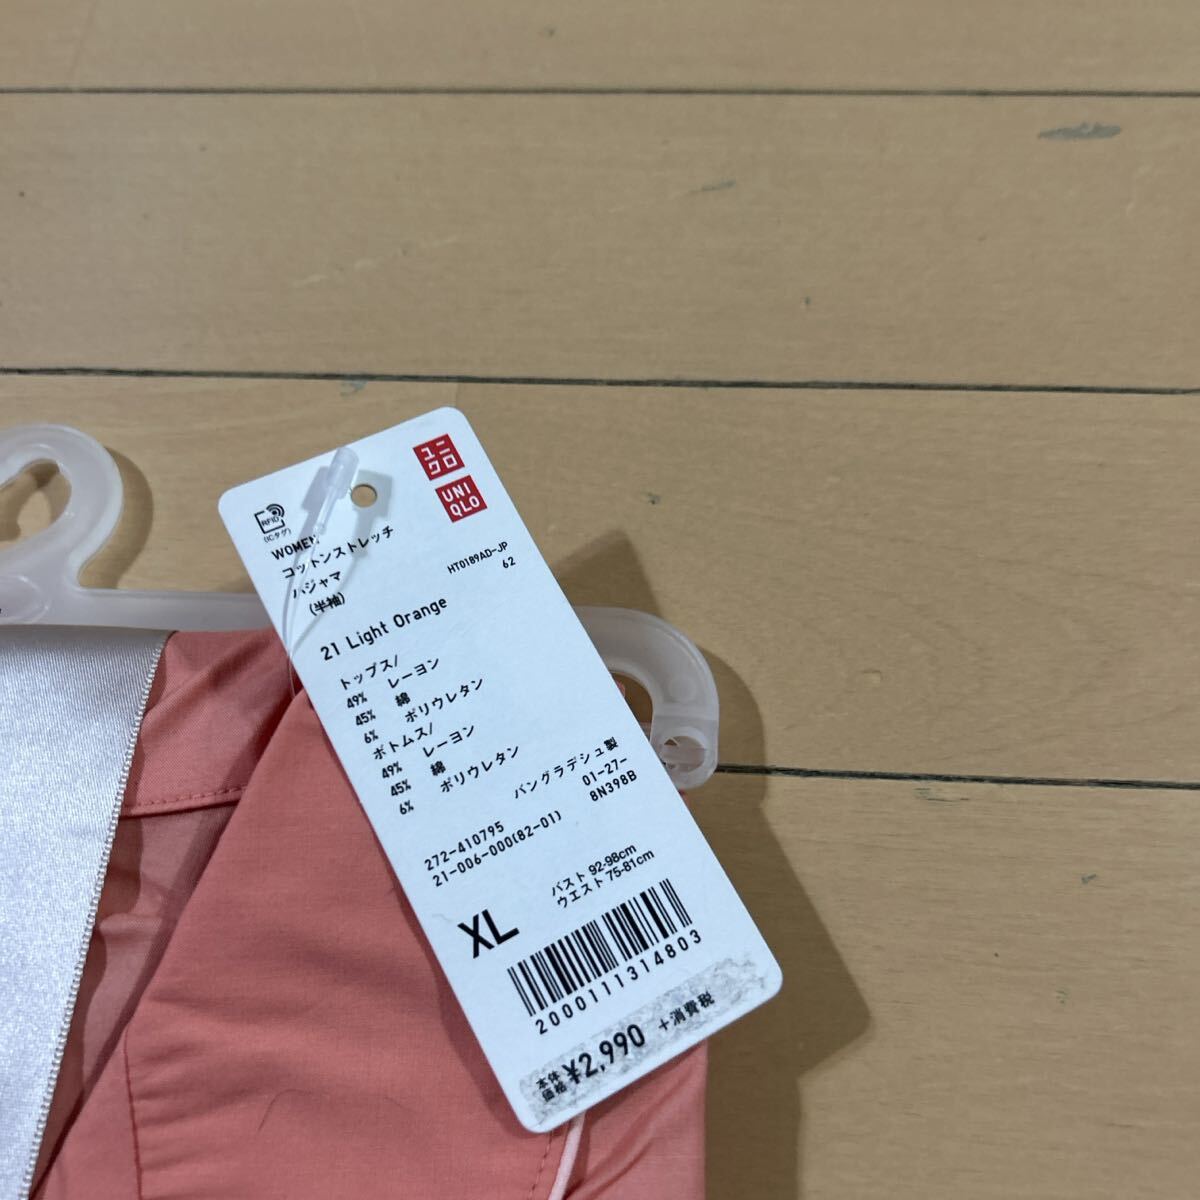 ユニ
クロ
UNI
QLO
RFID
(ICタグ)
WOMEN
コットンストレッチ
パジャマ
(半袖)
HT0189AD-JP
62
21 Light Orange
トップス/
49% レーヨン
45% 綿
6% ポリウレタン
ボトムス/
49% レーヨン
45% 綿
6% ポリウレタン
バングラデシュ製
01-27-
8N398B
272-410795
21-006-000(82-01)
バスト 92-98cm
ウエスト 75-81cm
XL
2000111314803
本体
価格 ¥2,990 +消費税